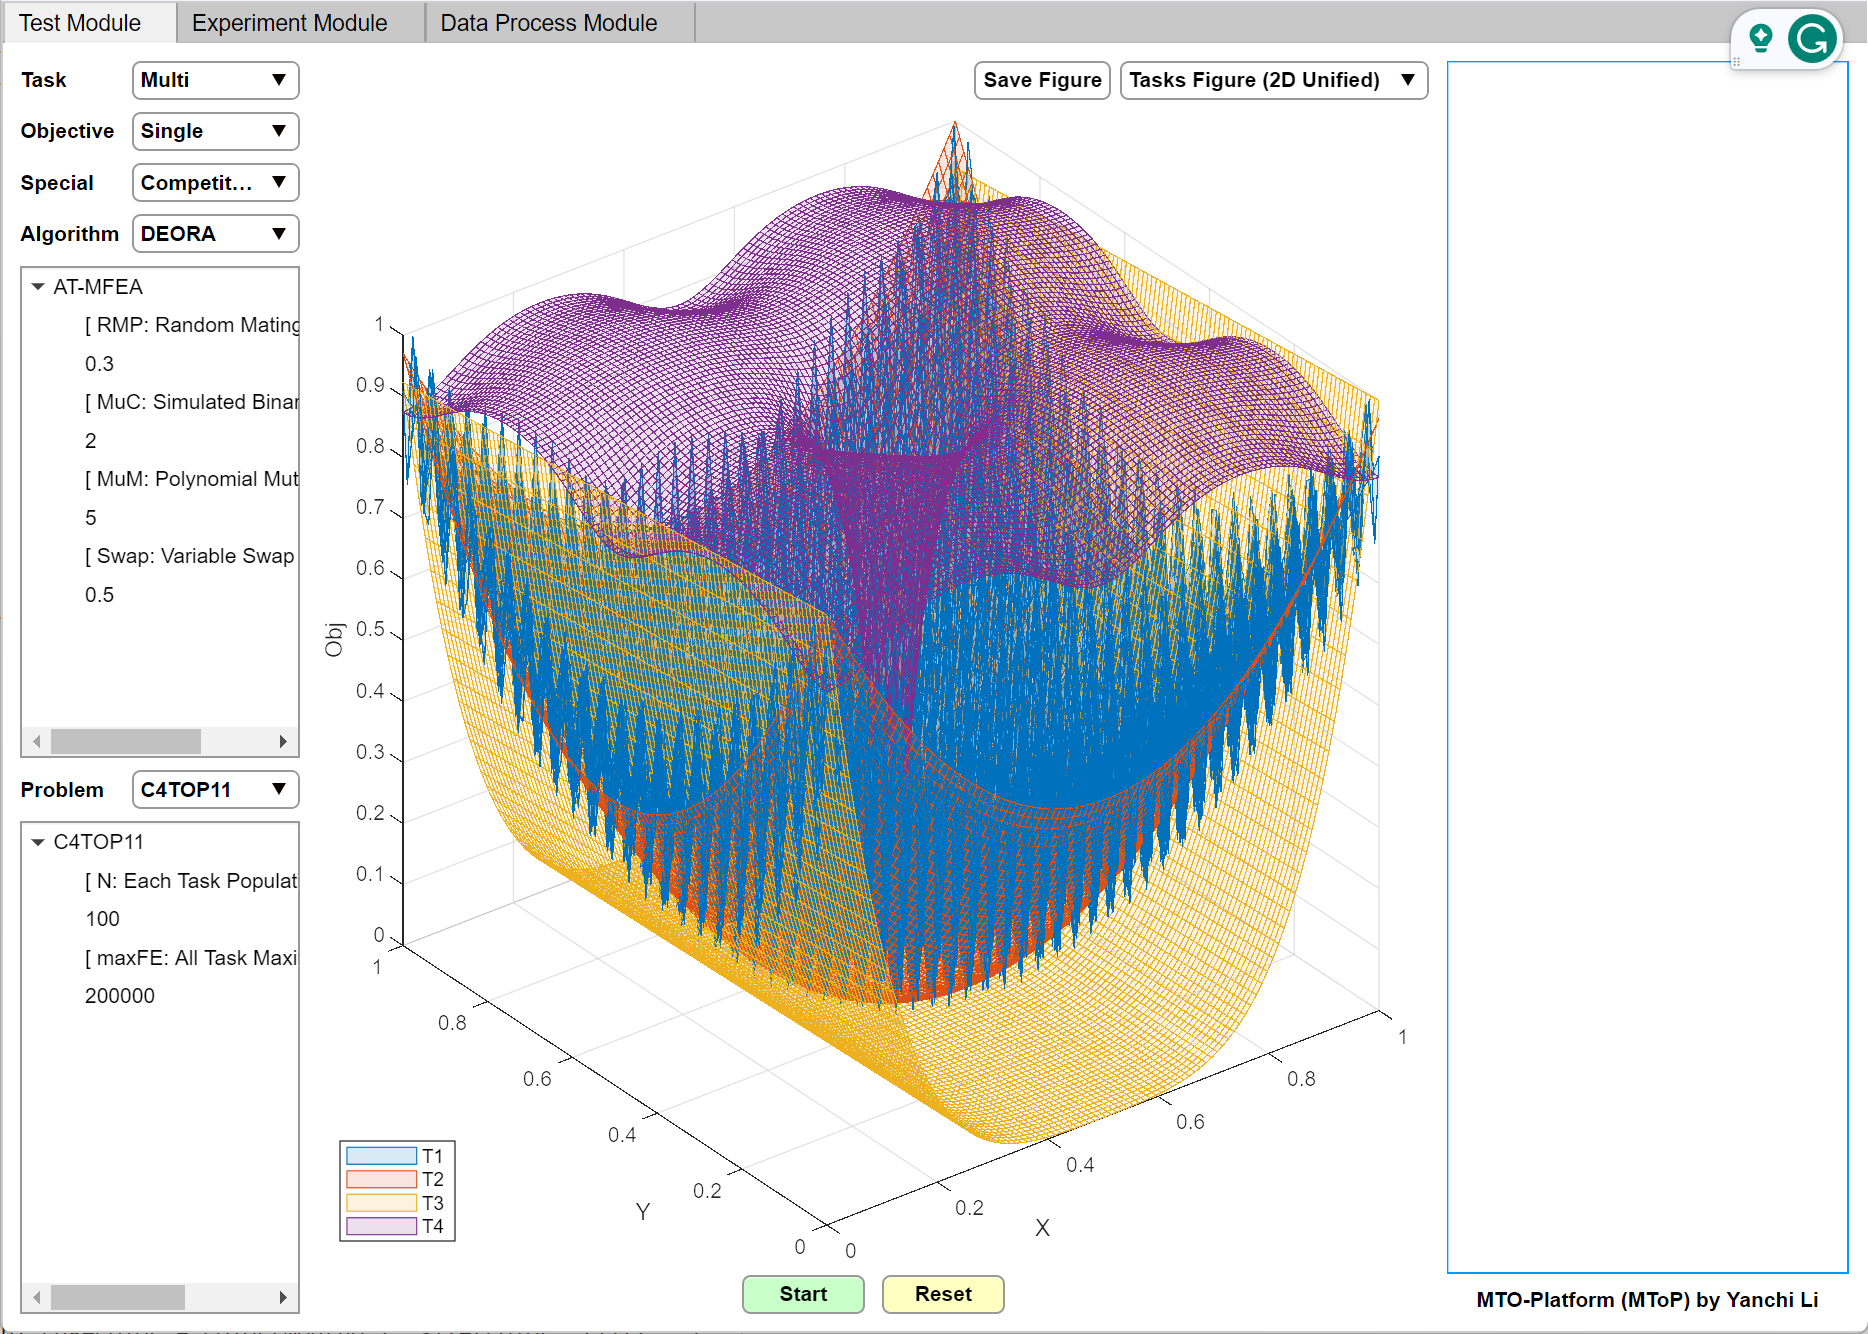 Test Module
Experiment Module
Data Process Module
Task
Multi
Objective
Single
Special
Competit...
Algorithm
DEORA
AT-MFEA
[ RMP: Random Mating
0.3
[ MuC: Simulated Binar
2
[ MuM: Polynomial Mut
5
[ Swap: Variable Swap
0.5
Problem
C4TOP11
C4TOP11
[ N: Each Task Populat
100
[ maxFE: All Task Maxi
200000
Save Figure
Tasks Figure (2D Unified)
1
0.9
0.8
0.7
0.6
0.5
0.4
0.3
0.2
0.1
0
Obj
1
0.8
0.6
0.4
0.2
0
Y
0
0.2
0.4
0.6
0.8
1
X
T1
T2
T3
T4
Start
Reset
MTO-Platform (MToP) by Yanchi Li